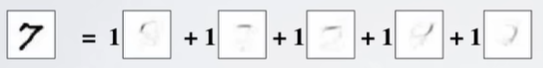 7 = 1 + 1 + 1 + 1 + 1